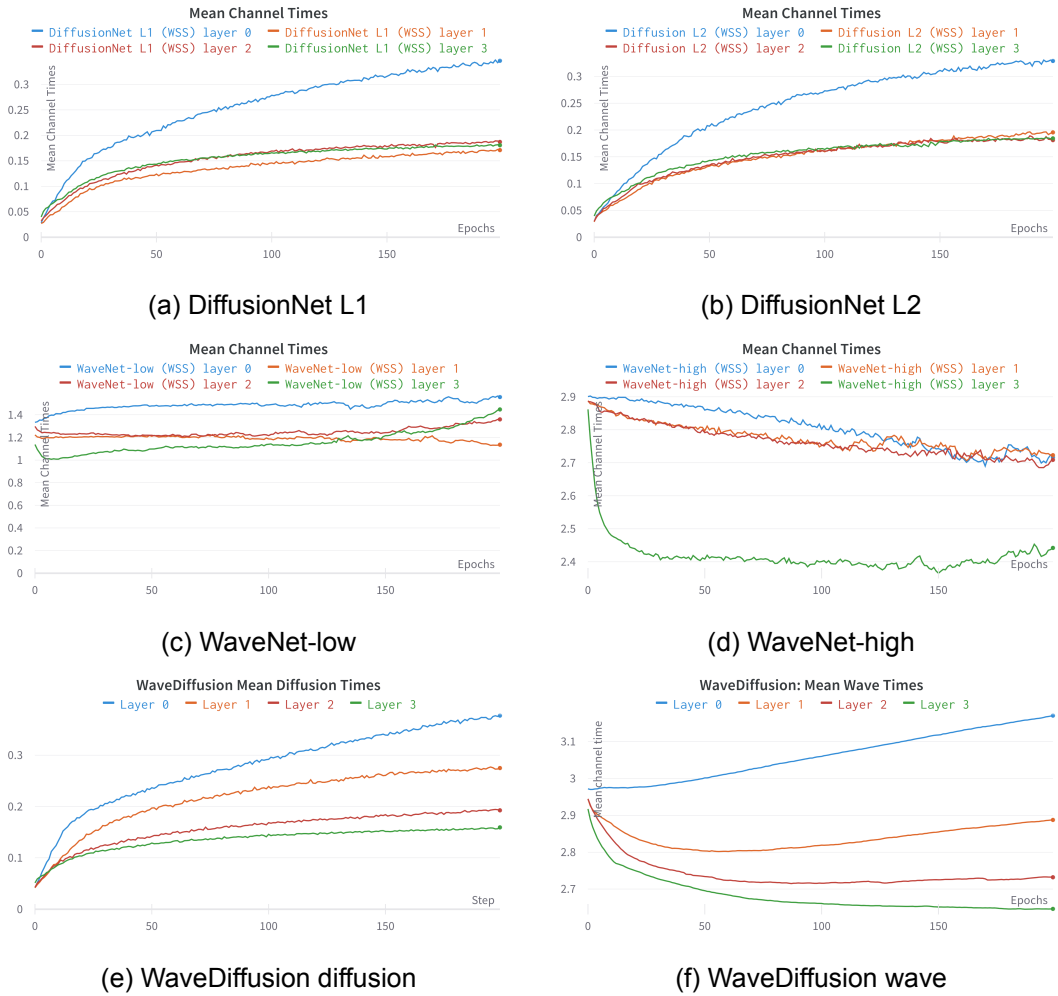 Mean Channel Times
DiffusionNet L1 (WSS) layer 0 DiffusionNet L1 (WSS) layer 1
DiffusionNet L1 (WSS) layer 2 DiffusionNet L1 (WSS) layer 3
Mean Channel Times
0.3
0.25
0.2
0.15
0.1
0.05
0
Epochs
0 50 100 150
(a) DiffusionNet L1
Mean Channel Times
Diffusion L2 (WSS) layer 0 Diffusion L2 (WSS) layer 1
Diffusion L2 (WSS) layer 2 Diffusion L2 (WSS) layer 3
Mean Channel Times
0.3
0.25
0.2
0.15
0.1
0.05
0
Epochs
0 50 100 150
(b) DiffusionNet L2
Mean Channel Times
WaveNet-low (WSS) layer 0 WaveNet-low (WSS) layer 1
WaveNet-low (WSS) layer 2 WaveNet-low (WSS) layer 3
Mean Channel Times
1.4
1.2
1
0.8
0.6
0.4
0.2
0
Epochs
0 50 100 150
(c) WaveNet-low
Mean Channel Times
WaveNet-high (WSS) layer 0 WaveNet-high (WSS) layer 1
WaveNet-high (WSS) layer 2 WaveNet-high (WSS) layer 3
Mean Channel Times
2.9
2.8
2.7
2.6
2.5
2.4
Epochs
0 50 100 150
(d) WaveNet-high
WaveDiffusion Mean Diffusion Times
Layer 0 Layer 1 Layer 2 Layer 3
0.3
0.2
0.1
0
Step
0 50 100 150
(e) WaveDiffusion diffusion
WaveDiffusion: Mean Wave Times
Layer 0 Layer 1 Layer 2 Layer 3
Mean channel time
3.1
3
2.9
2.8
2.7
Epochs
0 50 100 150
(f) WaveDiffusion wave